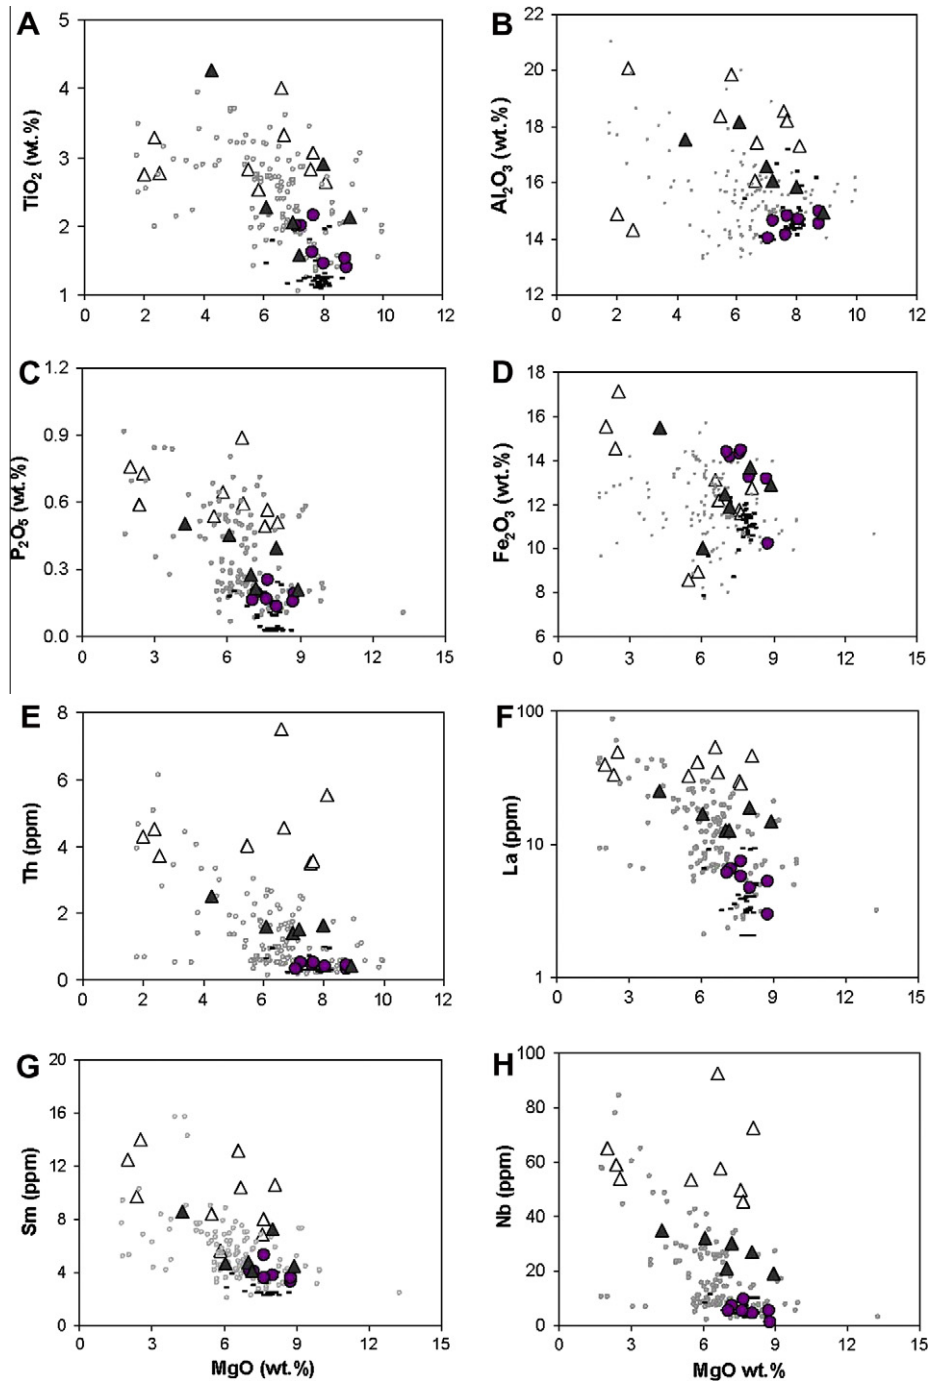 A
TiO2 (wt.%)
5
4
3
2
1
0 2 4 6 8 10 12
B
Al2O3 (wt.%)
22
20
18
16
14
12
0 2 4 6 8 10 12
C
P2O5 (wt.%)
1.2
0.9
0.6
0.3
0.0
0 3 6 9 12 15
D
Fe2O3 (wt.%)
18
16
14
12
10
8
6
0 3 6 9 12 15
E
Th (ppm)
8
6
4
2
0
0 2 4 6 8 10 12
F
La (ppm)
100
10
1
0 3 6 9 12 15
G
Sm (ppm)
20
16
12
8
4
0
0 3 6 9 12 15
MgO (wt.%)
H
Nb (ppm)
100
80
60
40
20
0
0 3 6 9 12 15
MgO wt.%